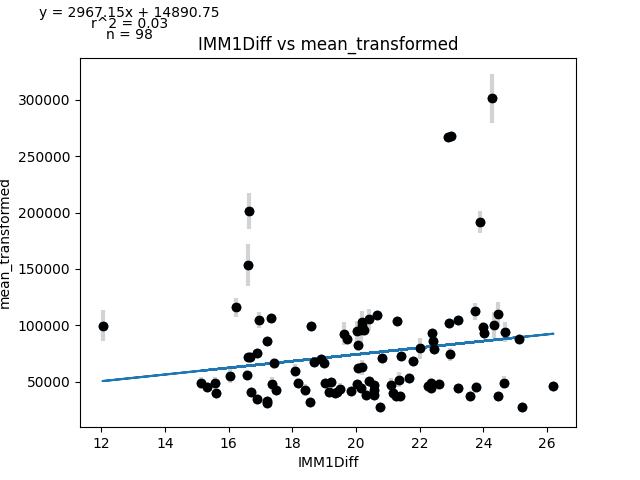 y = 2967.15x + 14890.75
r^2 = 0.03
n = 98
IMM1Diff vs mean_transformed
300000
250000
200000
150000
100000
50000
mean_transformed
12 14 16 18 20 22 24 26
IMM1Diff